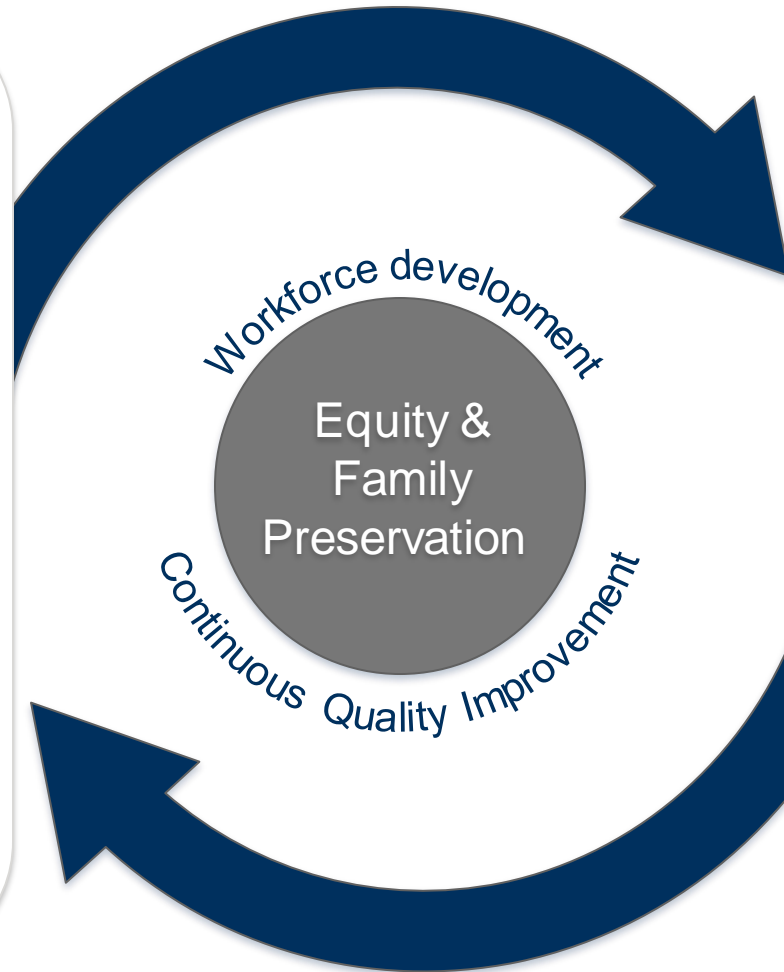 Workforce development
Equity &
Family
Preservation
Continuous Quality Improvement